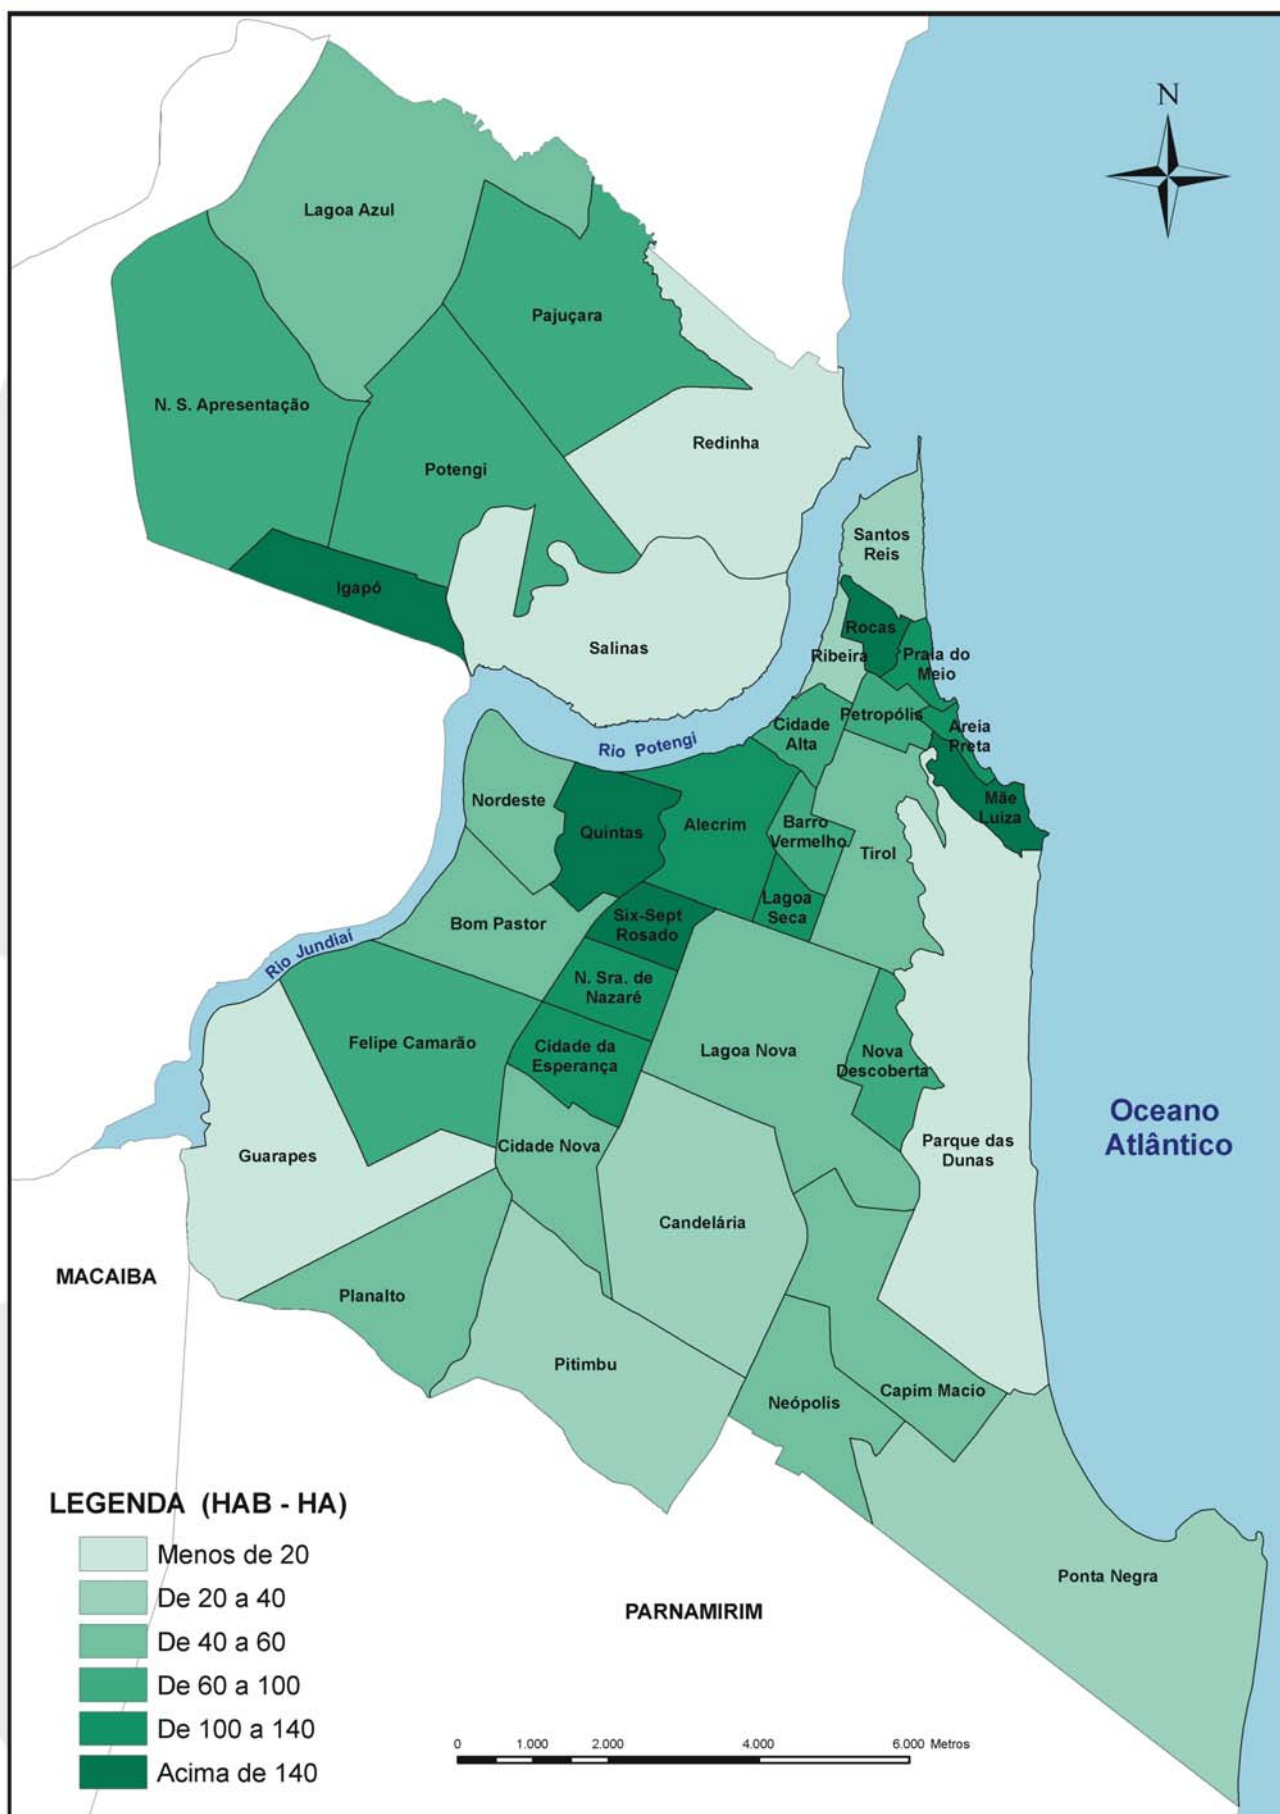 N
Lagoa Azul
Pajuçara
N. S. Apresentação
Redinha
Potengi
Santos
Reis
Igapó
Rocas
Salinas
Ribeira
Praia do
Meio
Petropólis
Cidade
Alta
Areia
Preta
Rio Potengi
Nordeste
Mãe
Luiza
Quintas
Alecrim
Barro
Vermelho
Tirol
Lagoa
Seca
Bom Pastor
Six-Sept
Rosado
Rio Jundiaí
N. Sra. de
Nazaré
Felipe Camarão
Cidade da
Esperança
Lagoa Nova
Nova
Descoberta
Oceano
Atlântico
Guarapes
Cidade Nova
Parque das
Dunas
Candelária
MACAIBA
Planalto
Pitimbu
Neópolis
Capim Macio
Ponta Negra
PARNAMIRIM
LEGENDA (HAB - HA)
Menos de 20
De 20 a 40
De 40 a 60
De 60 a 100
De 100 a 140
Acima de 140
0 1.000 2.000 4.000 6.000 Metros